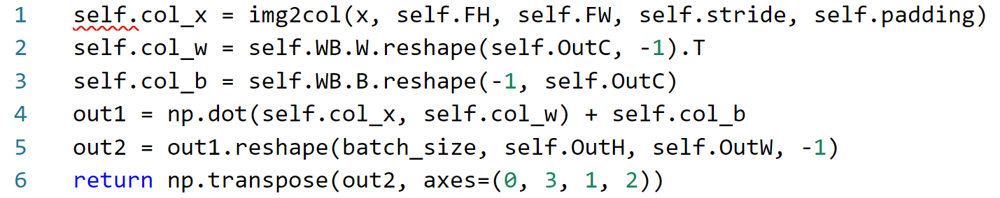 1 self.col_x = img2col(x, self.FH, self.FW, self.stride, self.padding)
2 self.col_w = self.WB.W.reshape(self.OutC, -1).T
3 self.col_b = self.WB.B.reshape(-1, self.OutC)
4 out1 = np.dot(self.col_x, self.col_w) + self.col_b
5 out2 = out1.reshape(batch_size, self.OutH, self.OutW, -1)
6 return np.transpose(out2, axes=(0, 3, 1, 2))